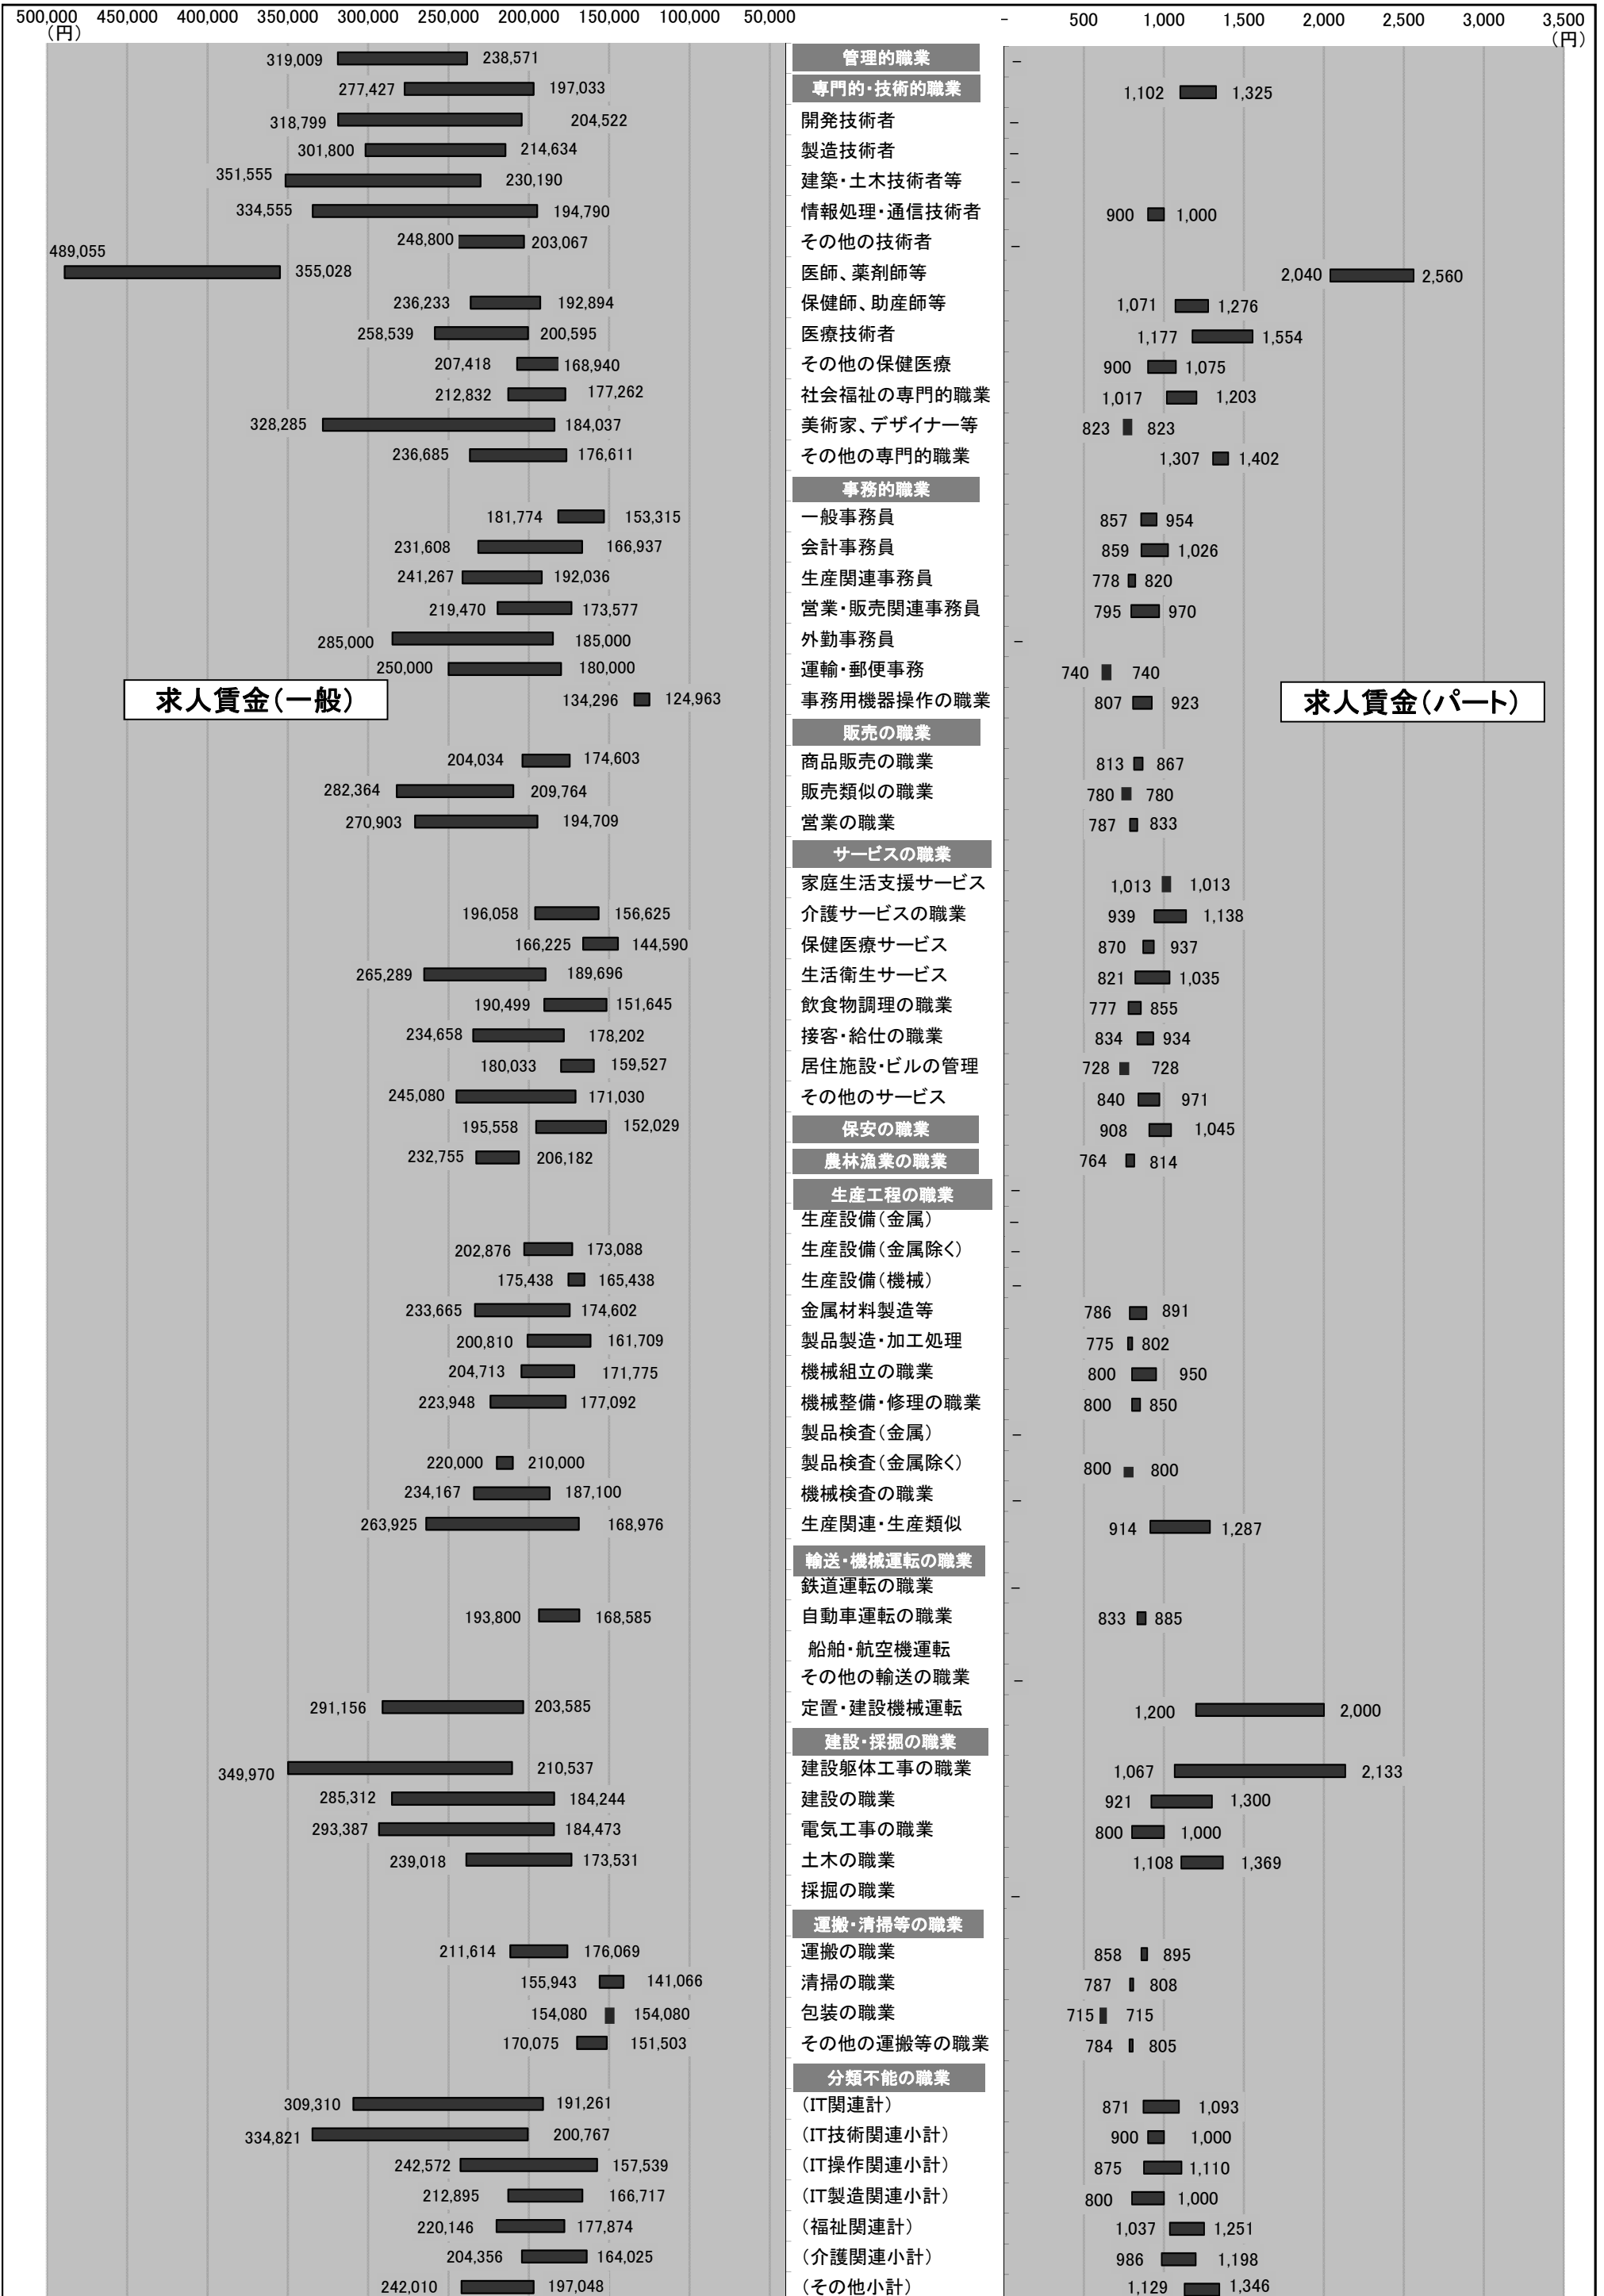 500,000 450,000 400,000 350,000 300,000 250,000 200,000 150,000 100,000 50,000 － 500 1,000 1,500 2,000 2,500 3,000 3,500
(円) (円)
319,009 238,571 管理的職業 －
277,427 197,033 専門的・技術的職業 1,102 1,325
318,799 204,522 開発技術者 －
301,800 214,634 製造技術者 －
351,555 230,190 建築・土木技術者等 －
334,555 194,790 情報処理・通信技術者 900 1,000
248,800 203,067 その他の技術者 －
489,055 355,028 医師、薬剤師等 2,040 2,560
236,233 192,894 保健師、助産師等 1,071 1,276
258,539 200,595 医療技術者 1,177 1,554
207,418 168,940 その他の保健医療 900 1,075
212,832 177,262 社会福祉の専門的職業 1,017 1,203
328,285 184,037 美術家、デザイナー等 823 823
236,685 176,611 その他の専門的職業 1,307 1,402
事務的職業
181,774 153,315 一般事務員 857 954
231,608 166,937 会計事務員 859 1,026
241,267 192,036 生産関連事務員 778 820
219,470 173,577 営業・販売関連事務員 795 970
285,000 185,000 外勤事務員 －
250,000 180,000 運輸・郵便事務 740 740
求人賃金(一般) 134,296 124,963 事務用機器操作の職業 807 923 求人賃金(パート)
販売の職業
204,034 174,603 商品販売の職業 813 867
282,364 209,764 販売類似の職業 780 780
270,903 194,709 営業の職業 787 833
サービスの職業
家庭生活支援サービス 1,013 1,013
196,058 156,625 介護サービスの職業 939 1,138
166,225 144,590 保健医療サービス 870 937
265,289 189,696 生活衛生サービス 821 1,035
190,499 151,645 飲食物調理の職業 777 855
234,658 178,202 接客・給仕の職業 834 934
180,033 159,527 居住施設・ビルの管理 728 728
245,080 171,030 その他のサービス 840 971
195,558 152,029 保安の職業 908 1,045
232,755 206,182 農林漁業の職業 764 814
生産工程の職業 －
生産設備(金属) －
202,876 173,088 生産設備(金属除く) －
175,438 165,438 生産設備(機械) －
233,665 174,602 金属材料製造等 786 891
200,810 161,709 製品製造・加工処理 775 802
204,713 171,775 機械組立の職業 800 950
223,948 177,092 機械整備・修理の職業 800 850
製品検査(金属) －
220,000 210,000 製品検査(金属除く) 800 800
234,167 187,100 機械検査の職業 －
263,925 168,976 生産関連・生産類似 914 1,287
輸送・機械運転の職業
鉄道運転の職業 －
193,800 168,585 自動車運転の職業 833 885
船舶・航空機運転
その他の輸送の職業 －
291,156 203,585 定置・建設機械運転 1,200 2,000
建設・採掘の職業
349,970 210,537 建設躯体工事の職業 1,067 2,133
285,312 184,244 建設の職業 921 1,300
293,387 184,473 電気工事の職業 800 1,000
239,018 173,531 土木の職業 1,108 1,369
採掘の職業 －
運搬・清掃等の職業
211,614 176,069 運搬の職業 858 895
155,943 141,066 清掃の職業 787 808
154,080 154,080 包装の職業 715 715
170,075 151,503 その他の運搬等の職業 784 805
分類不能の職業
309,310 191,261 (IT関連計) 871 1,093
334,821 200,767 (IT技術関連小計) 900 1,000
242,572 157,539 (IT操作関連小計) 875 1,110
212,895 166,717 (IT製造関連小計) 800 1,000
220,146 177,874 (福祉関連計) 1,037 1,251
204,356 164,025 (介護関連小計) 986 1,198
242,010 197,048 (その他小計) 1,129 1,346